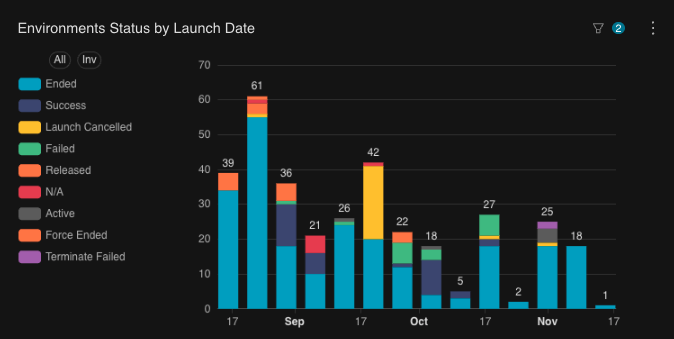 Environments Status by Launch Date
2
All
Inv
Ended
Success
Launch Cancelled
Failed
Released
N/A
Active
Force Ended
Terminate Failed
70
60
50
40
30
20
10
0
39
61
36
21
26
42
22
18
5
27
2
25
18
1
17
Sep
17
Oct
17
Nov
17